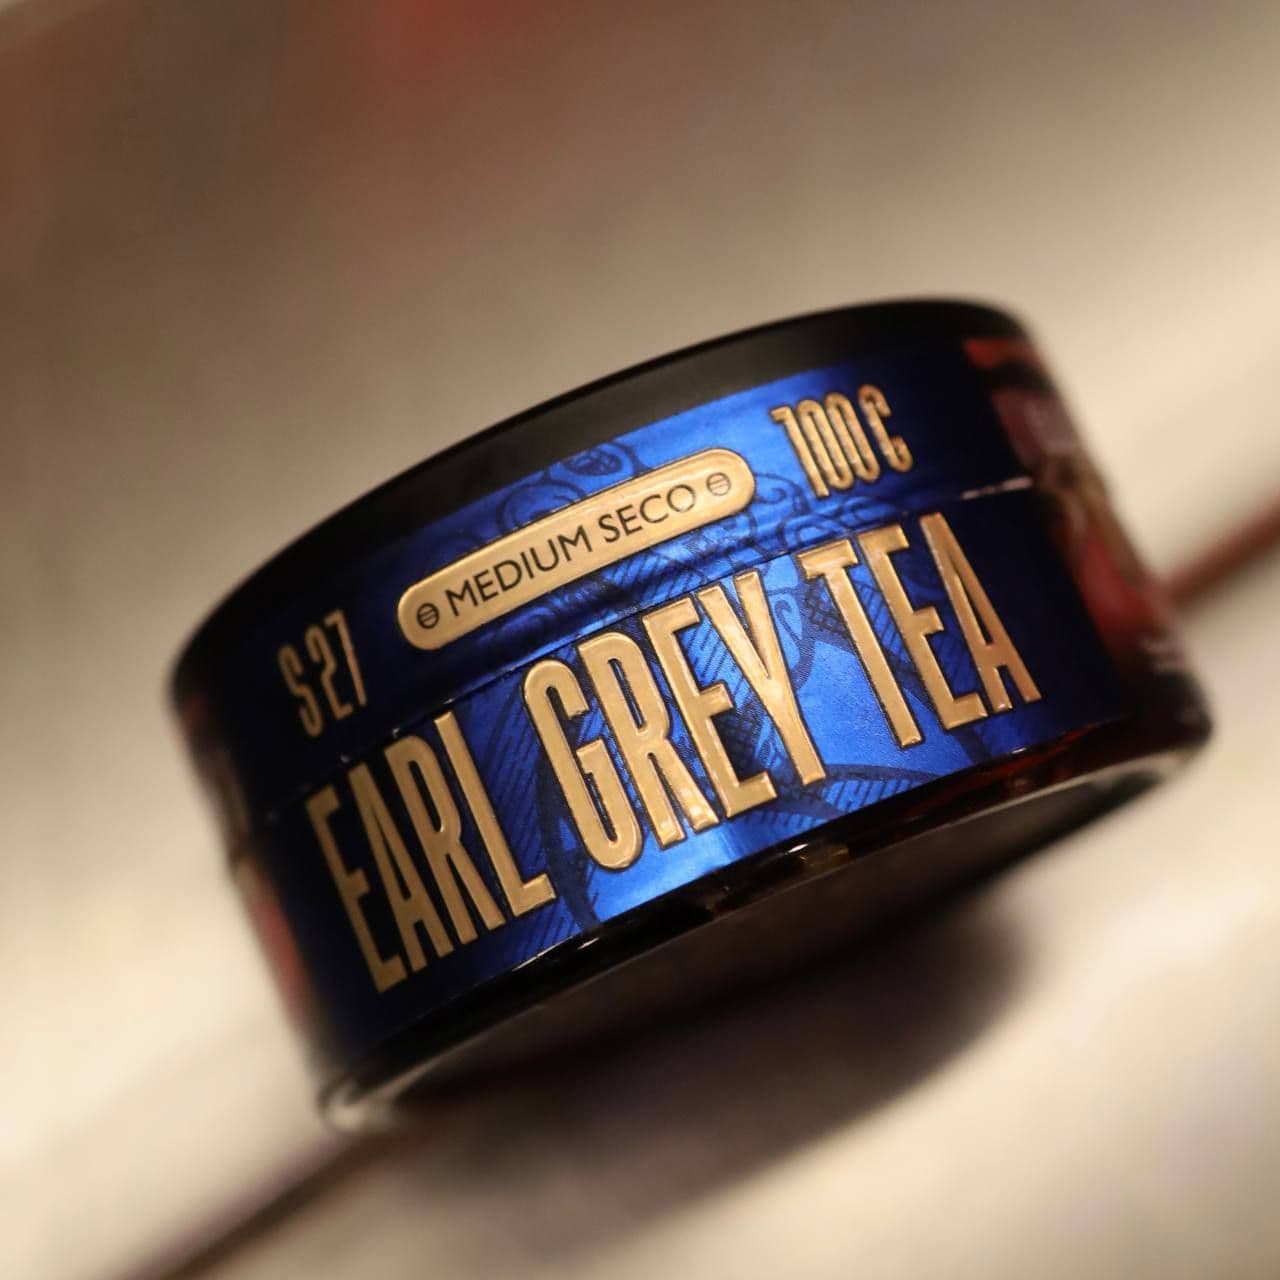 S 27
MEDIUM SECO
100 G
EARL GREY TEA